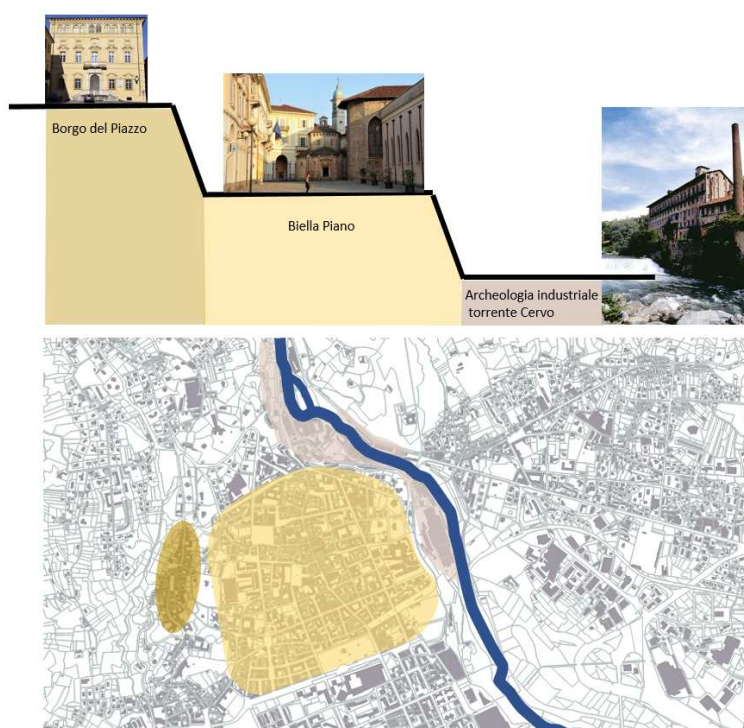 Borgo del Piazzo
Biella Piano
Archeologia industriale
torrente Cervo